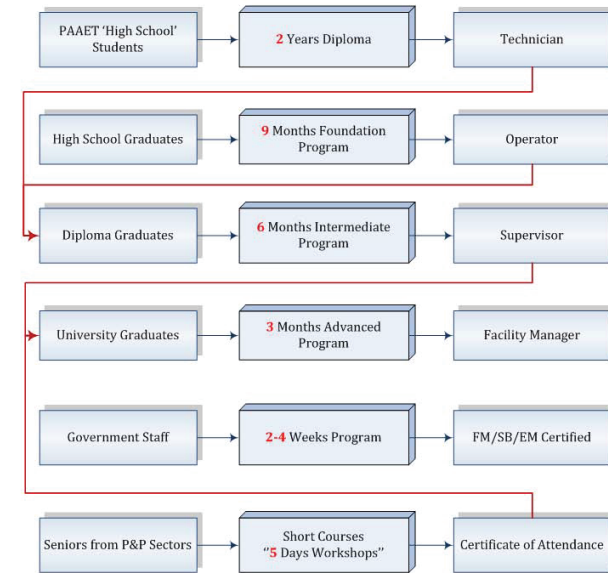 PAAET 'High School'
Students
2 Years Diploma
Technician
High School Graduates
9 Months Foundation
Program
Operator
Diploma Graduates
6 Months Intermediate
Program
Supervisor
University Graduates
3 Months Advanced
Program
Facility Manager
Government Staff
2-4 Weeks Program
FM/SB/EM Certified
Seniors from P&P Sectors
Short Courses
"5 Days Workshops"
Certificate of Attendance